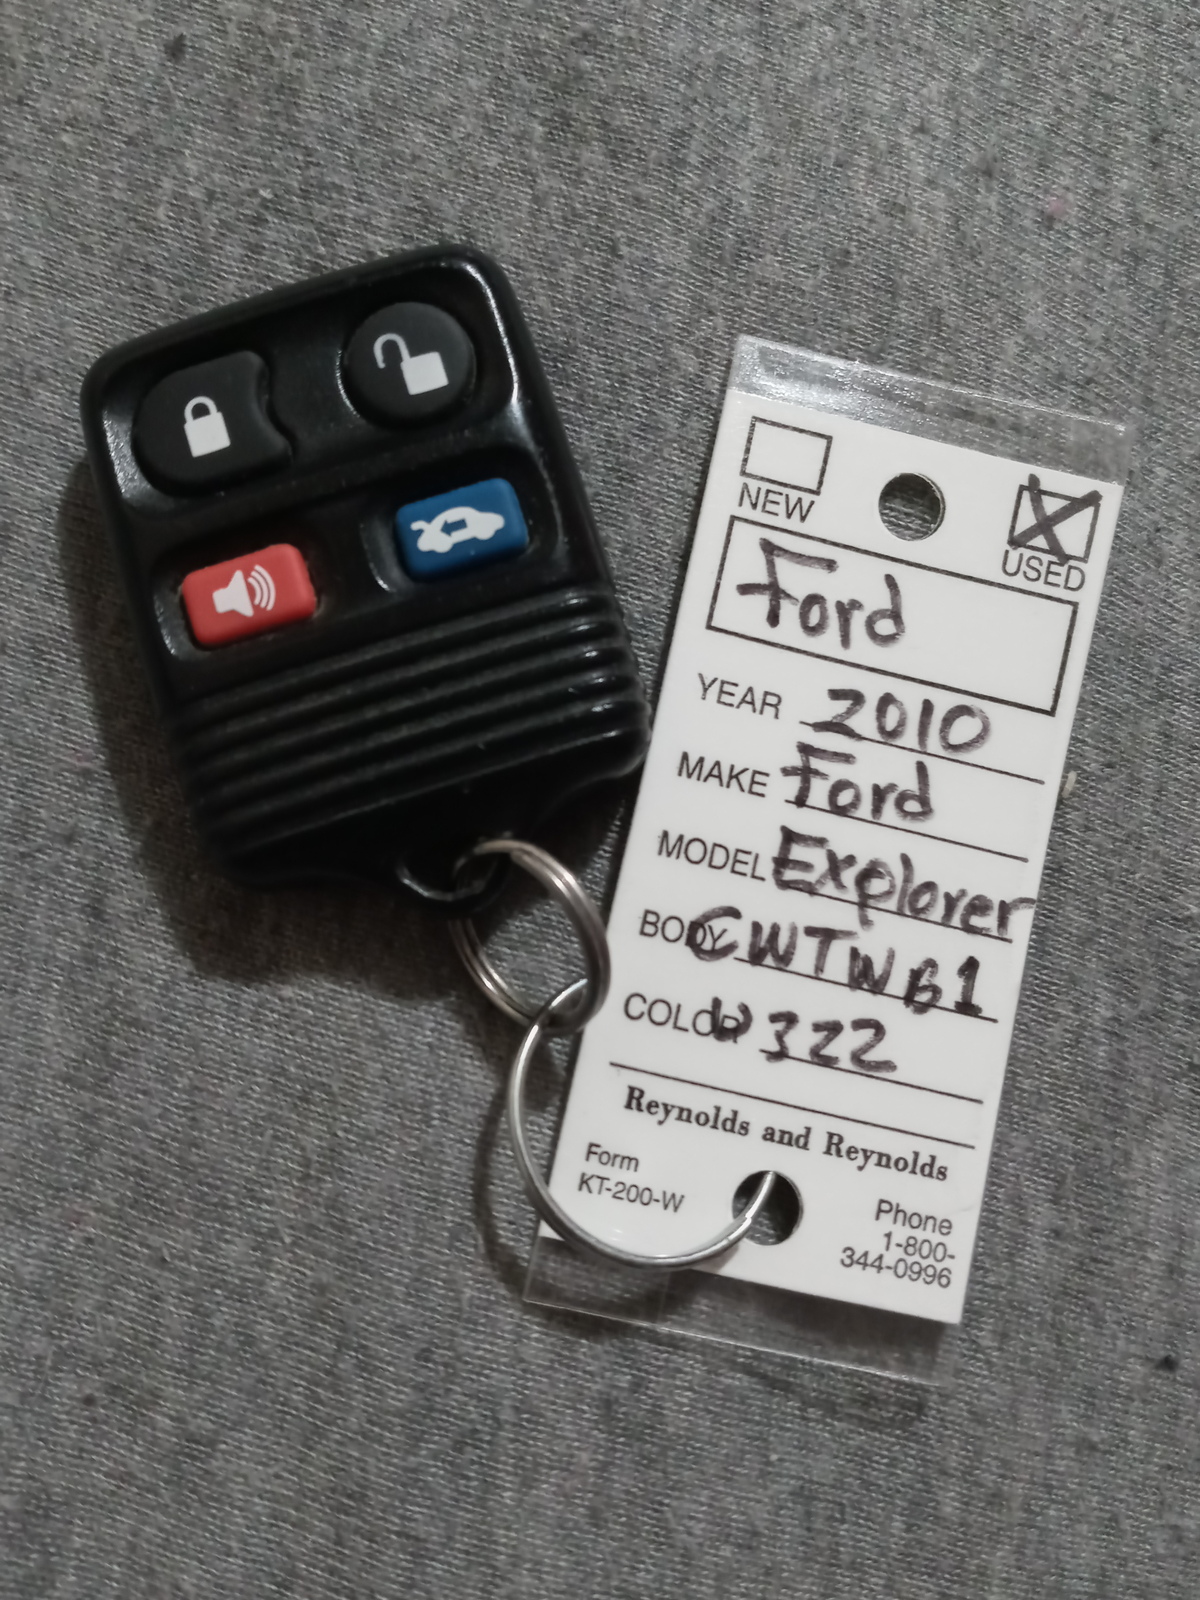 NEW
USED
Ford
YEAR 2010
MAKE Ford
MODEL Explorer
BODY CWTWB1
COLOR W322
Reynolds and Reynolds
Form
KT-200-W
Phone
1-800-
344-0996